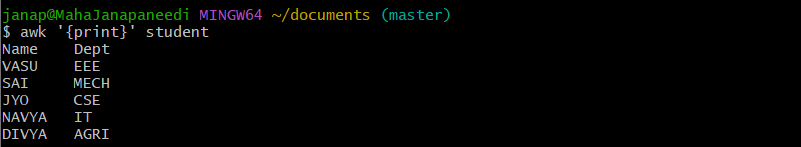 janap@MahaJanapaneedi MINGW64 ~/documents (master)
$ awk '{print}' student
Name    Dept
VASU    EEE
SAI     MECH
JYO     CSE
NAVYA   IT
DIVYA   AGRI